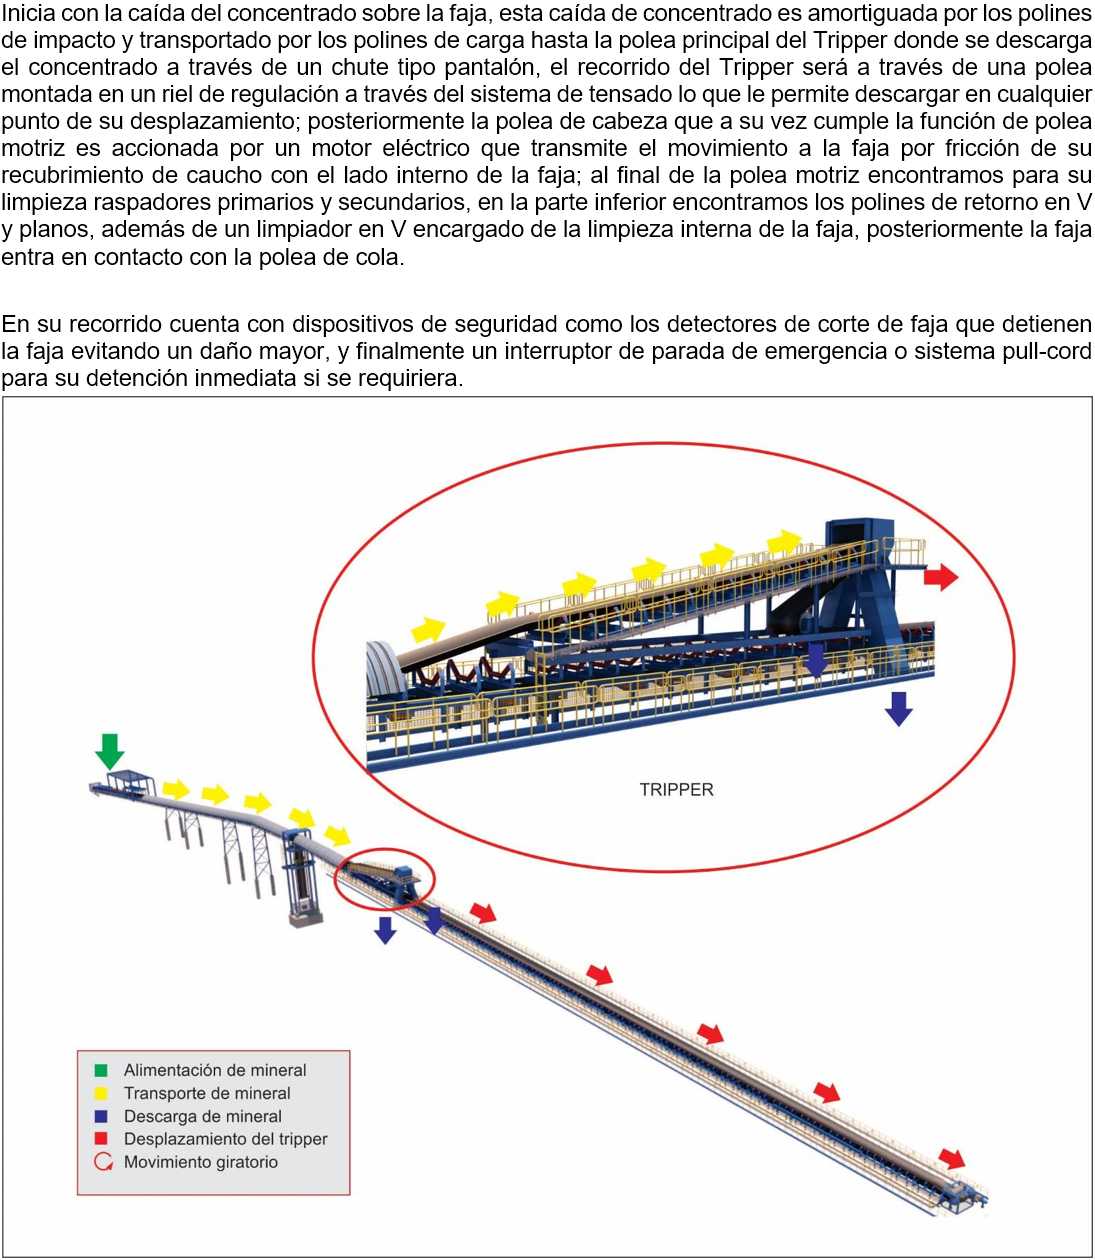 Inicia con la caída del concentrado sobre la faja, esta caída de concentrado es amortiguada por los polines
de impacto y transportado por los polines de carga hasta la polea principal del Tripper donde se descarga
el concentrado a través de un chute tipo pantalón, el recorrido del Tripper será a través de una polea
montada en un riel de regulación a través del sistema de tensado lo que le permite descargar en cualquier
punto de su desplazamiento; posteriormente la polea de cabeza que a su vez cumple la función de polea
motriz es accionada por un motor eléctrico que transmite el movimiento a la faja por fricción de su
recubrimiento de caucho con el lado interno de la faja; al final de la polea motriz encontramos para su
limpieza raspadores primarios y secundarios, en la parte inferior encontramos los polines de retorno en V
y planos, además de un limpiador en V encargado de la limpieza interna de la faja, posteriormente la faja
entra en contacto con la polea de cola.
En su recorrido cuenta con dispositivos de seguridad como los detectores de corte de faja que detienen
la faja evitando un daño mayor, y finalmente un interruptor de parada de emergencia o sistema pull-cord
para su detención inmediata si se requiriera.
TRIPPER
Alimentación de mineral
Transporte de mineral
Descarga de mineral
Desplazamiento del tripper
Movimiento giratorio